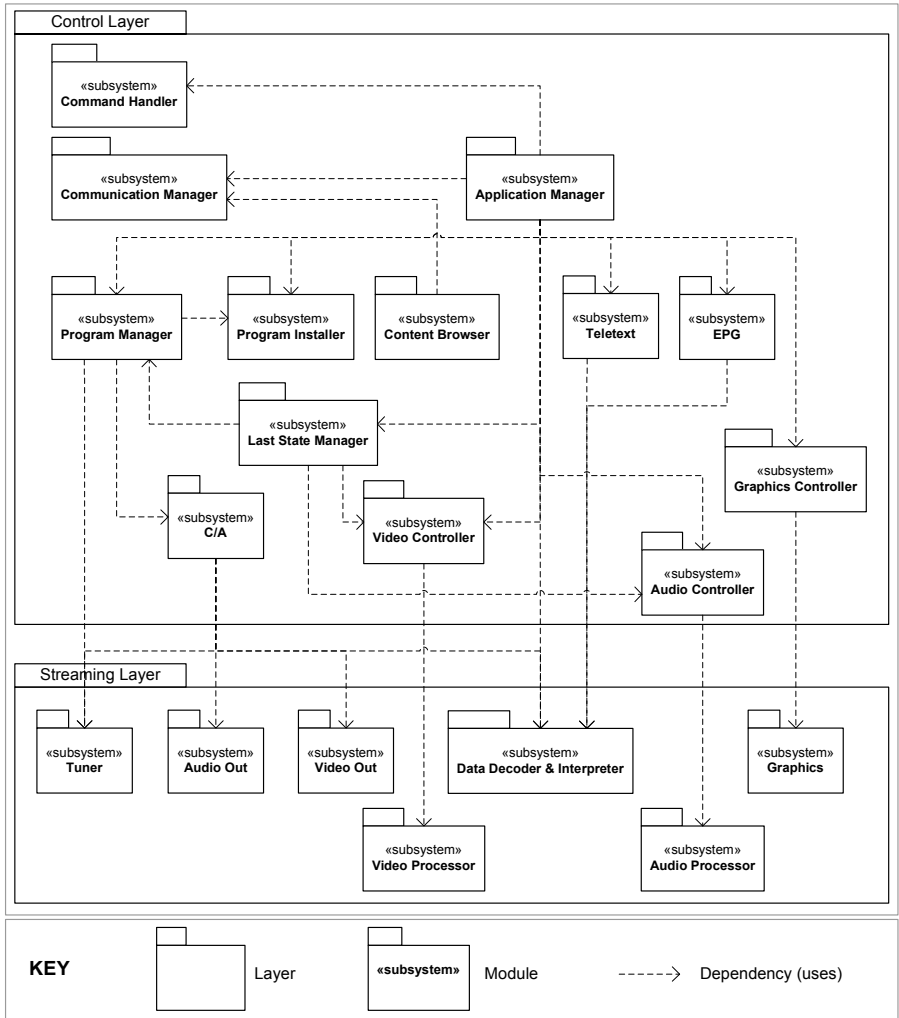 Control Layer
«subsystem»
Command Handler
«subsystem»
Communication Manager
«subsystem»
Application Manager
«subsystem»
Program Manager
«subsystem»
Program Installer
«subsystem»
Content Browser
«subsystem»
Teletext
«subsystem»
EPG
«subsystem»
Last State Manager
«subsystem»
Graphics Controller
«subsystem»
C/A
«subsystem»
Video Controller
«subsystem»
Audio Controller
Streaming Layer
«subsystem»
Tuner
«subsystem»
Audio Out
«subsystem»
Video Out
«subsystem»
Data Decoder & Interpreter
«subsystem»
Graphics
«subsystem»
Video Processor
«subsystem»
Audio Processor
KEY
Layer
«subsystem»
Module
Dependency (uses)